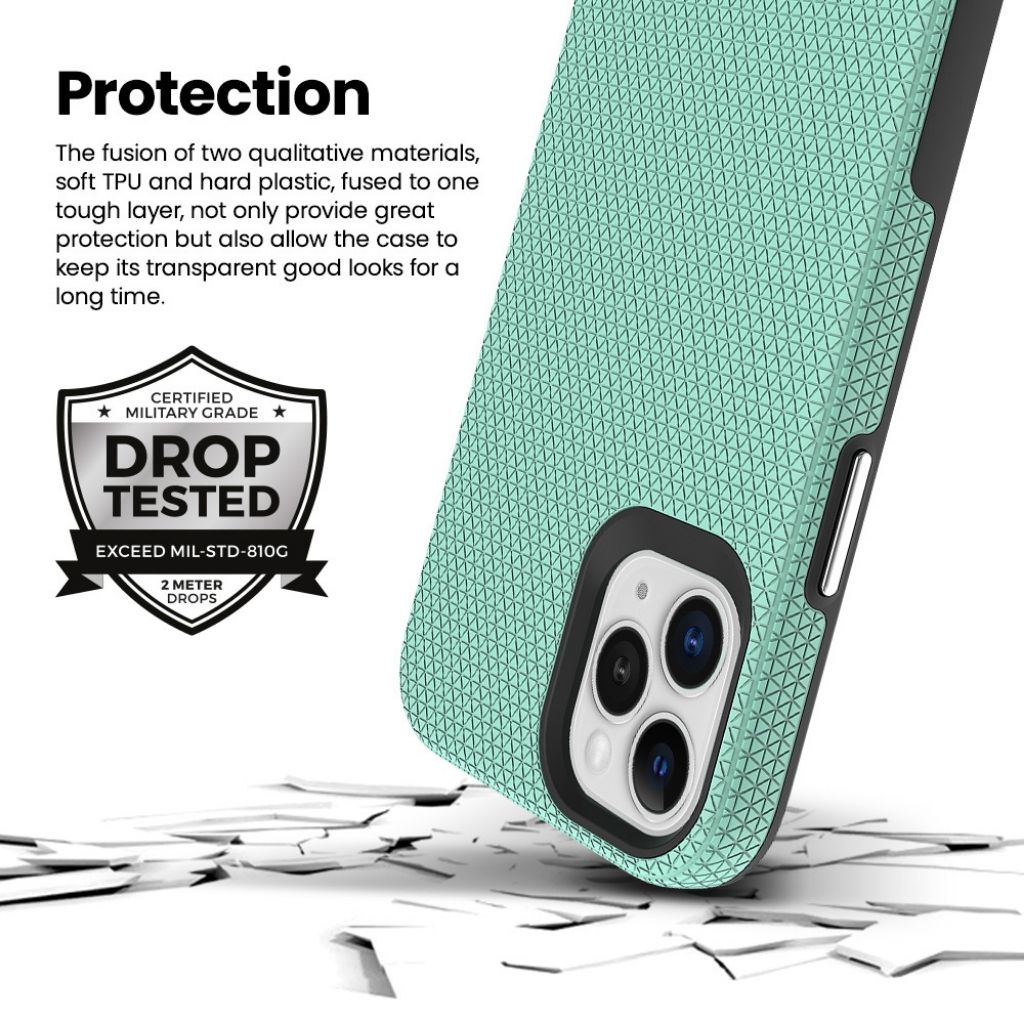 Protection
The fusion of two qualitative materials,
soft TPU and hard plastic, fused to one
tough layer, not only provide great
protection but also allow the case to
keep its transparent good looks for a
long time.
CERTIFIED
★ MILITARY GRADE ★
DROP
TESTED
EXCEED MIL-STD-810G
2 METER
DROPS